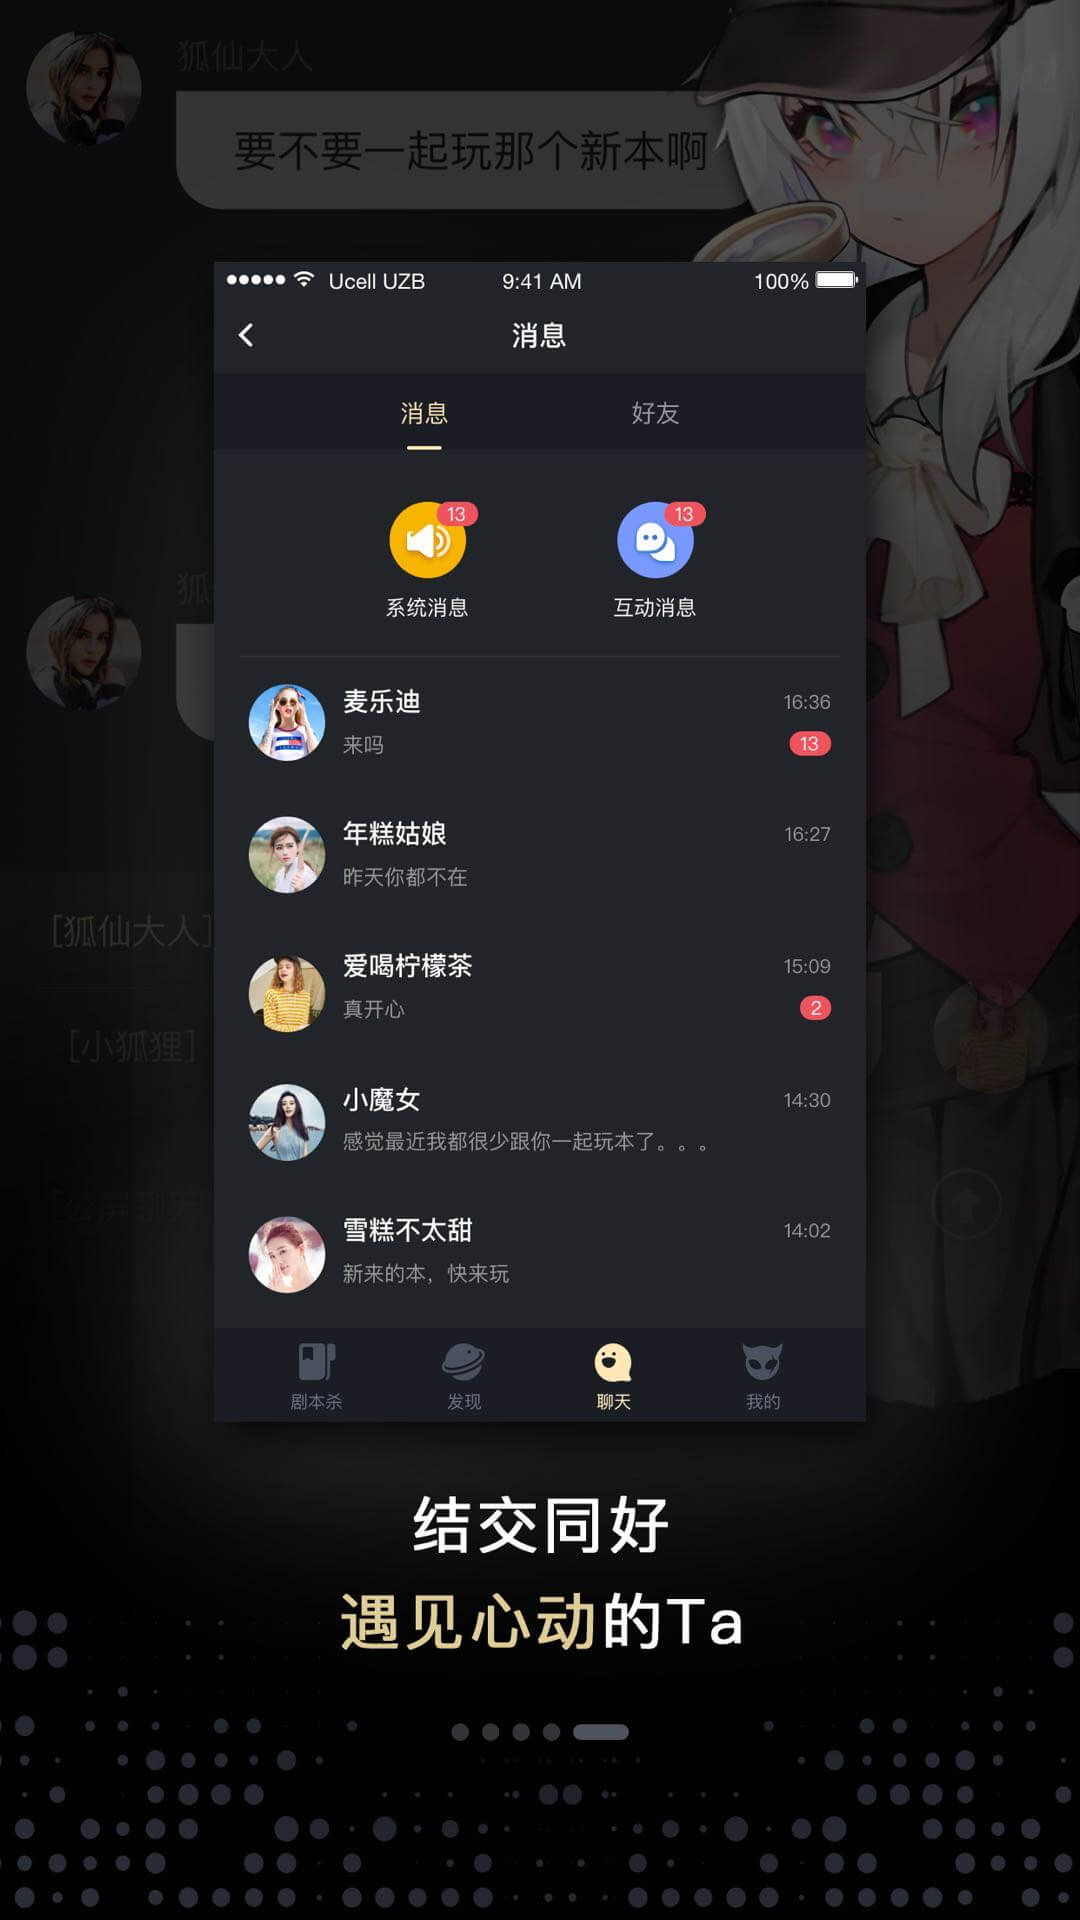 狐仙大人
要不要一起玩那个新本啊
Ucell UZB 9:41 AM 100%
消息
消息 好友
13 13
系统消息 互动消息
麦乐迪 16:36
来吗 13
年糕姑娘 16:27
昨天你都不在
爱喝柠檬茶 15:09
真开心 2
小魔女 14:30
感觉最近我都很少跟你一起玩本了。。。
雪糕不太甜 14:02
新来的本，快来玩
剧本杀 发现 聊天 我的
狐
[狐仙大人]
[小狐狸]
结交同好
遇见心动的Ta